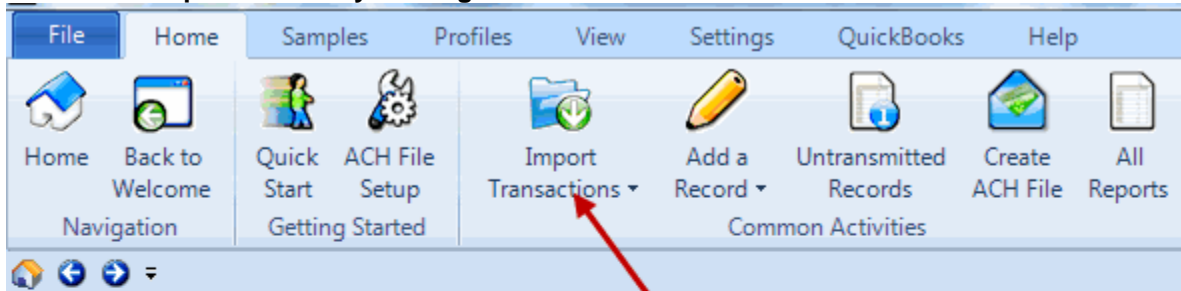 File Home Samples Profiles View Settings QuickBooks Help
Home Back to Quick ACH File Import Add a Untransmitted Create All
Welcome Start Setup Transactions Record Records ACH File Reports
Navigation Getting Started Common Activities